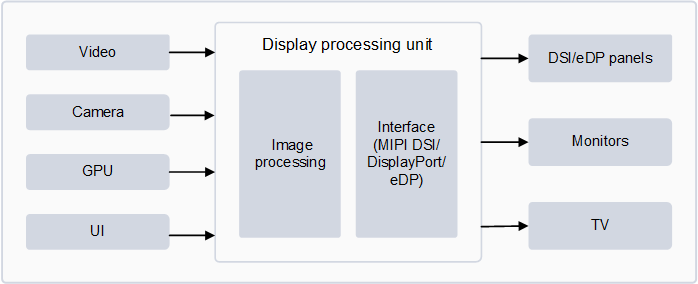 Video
Camera
GPU
UI
Display processing unit
Image
processing
Interface
(MIPI DSI/
DisplayPort/
eDP)
DSI/eDP panels
Monitors
TV